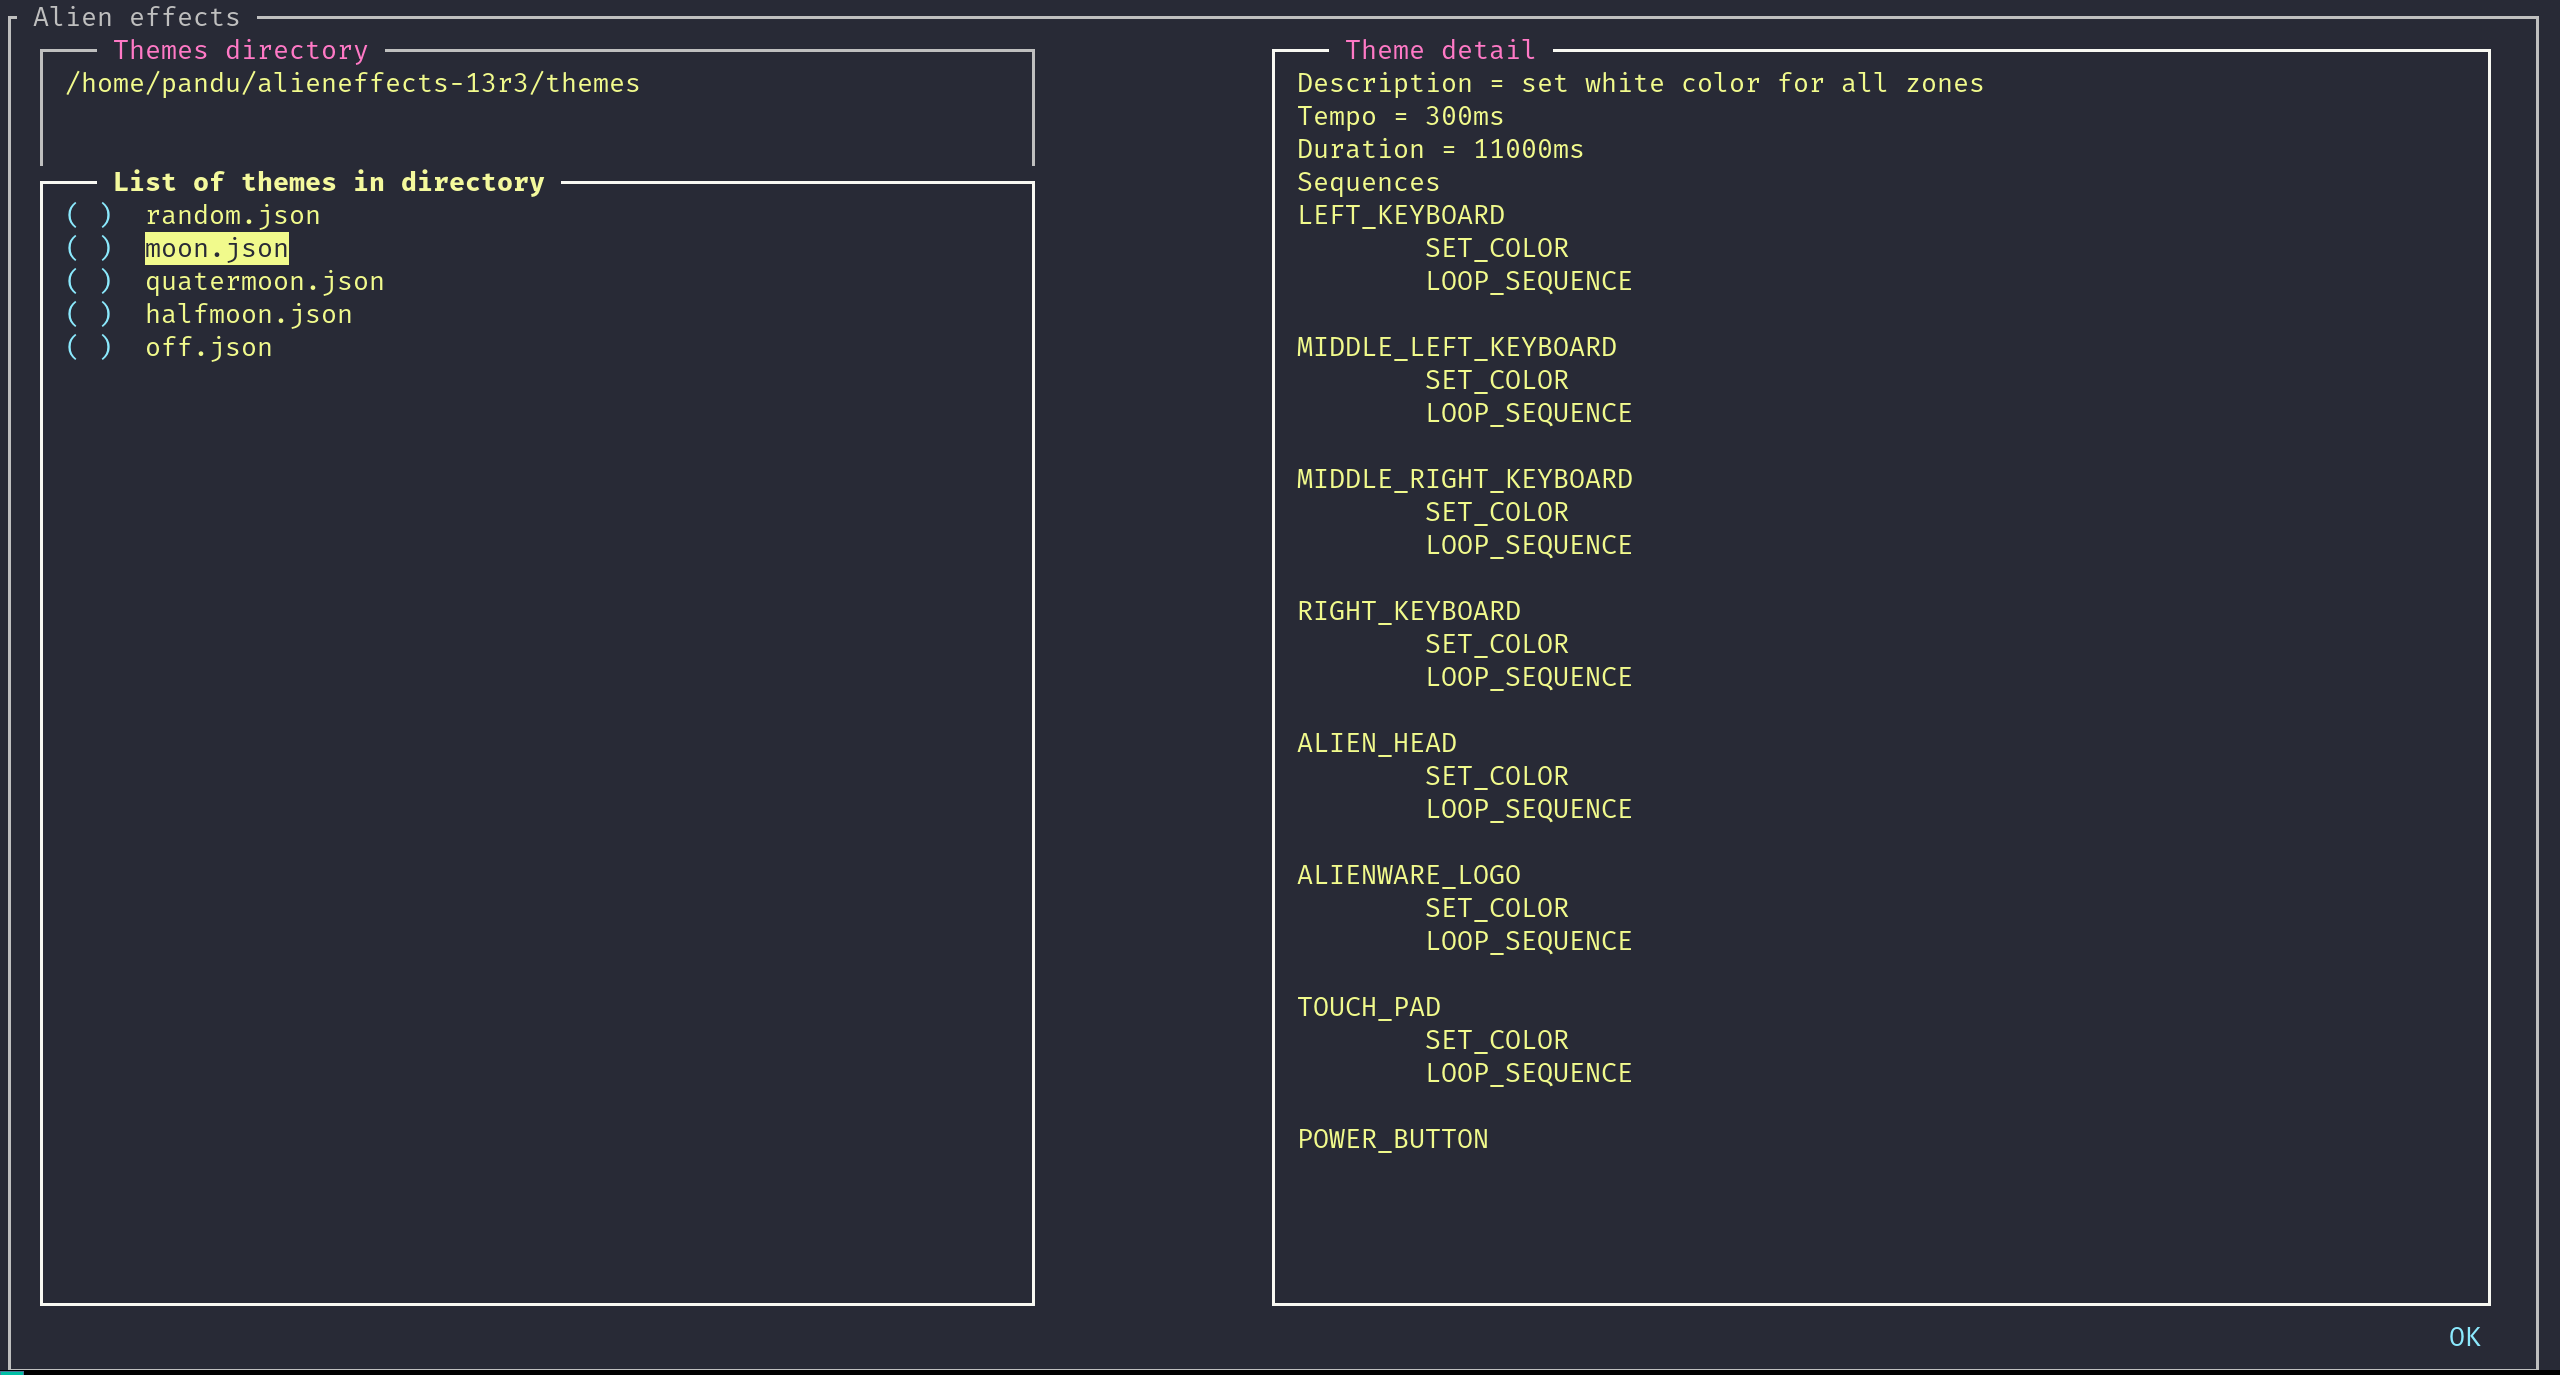 Alien effects
Themes directory
/home/pandu/alieneffects-13r3/themes
List of themes in directory
( ) random.json
( ) moon.json
( ) quatermoon.json
( ) halfmoon.json
( ) off.json
Theme detail
Description = set white color for all zones
Tempo = 300ms
Duration = 11000ms
Sequences
LEFT_KEYBOARD
SET_COLOR
LOOP_SEQUENCE
MIDDLE_LEFT_KEYBOARD
SET_COLOR
LOOP_SEQUENCE
MIDDLE_RIGHT_KEYBOARD
SET_COLOR
LOOP_SEQUENCE
RIGHT_KEYBOARD
SET_COLOR
LOOP_SEQUENCE
ALIEN_HEAD
SET_COLOR
LOOP_SEQUENCE
ALIENWARE_LOGO
SET_COLOR
LOOP_SEQUENCE
TOUCH_PAD
SET_COLOR
LOOP_SEQUENCE
POWER_BUTTON
OK